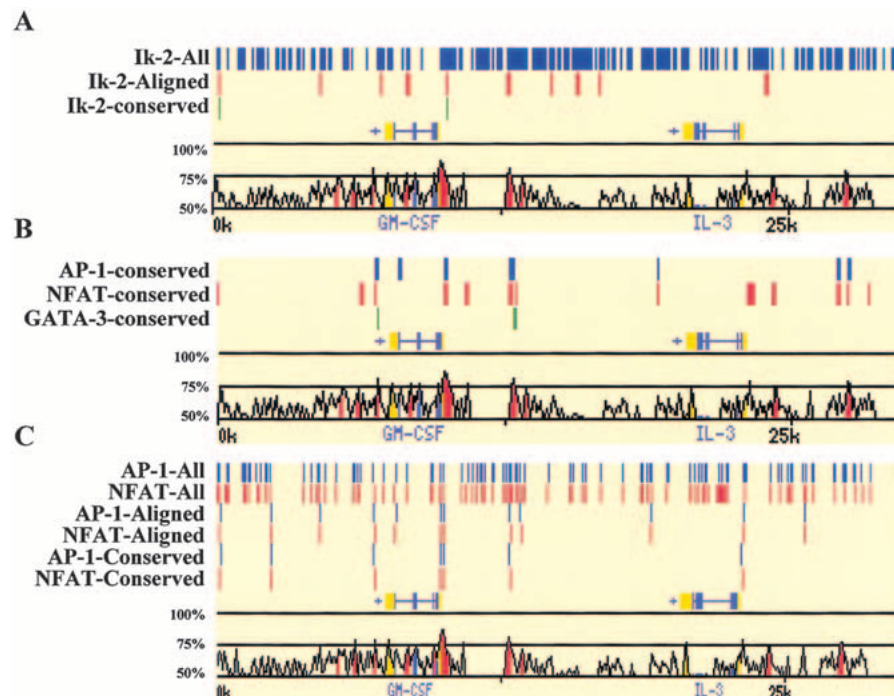 A
Ik-2-All
Ik-2-Aligned
Ik-2-conserved
100%
75%
50%
0k GM-CSF IL-3 25k
B
AP-1-conserved
NFAT-conserved
GATA-3-conserved
100%
75%
50%
0k GM-CSF IL-3 25k
C
AP-1-All
NFAT-All
AP-1-Aligned
NFAT-Aligned
AP-1-Conserved
NFAT-Conserved
100%
75%
50%
0k GM-CSF IL-3 25k